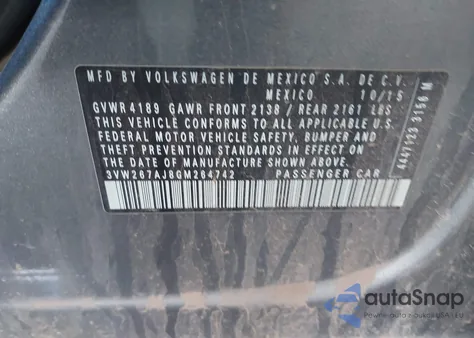 MFD BY VOLKSWAGEN DE MEXICO S.A. DE C.V.
MEXICO 10/15
GVWR 4189 GAWR FRONT 2138 / REAR 2161 LBS
THIS VEHICLE CONFORMS TO ALL APPLICABLE U.S.
FEDERAL MOTOR VEHICLE SAFETY, BUMPER AND
THEFT PREVENTION STANDARDS IN EFFECT ON
THE DATE OF MANUFACTURE SHOWN ABOVE.
3VW267AJ8GM284742 PASSENGER CAR
autoSnap